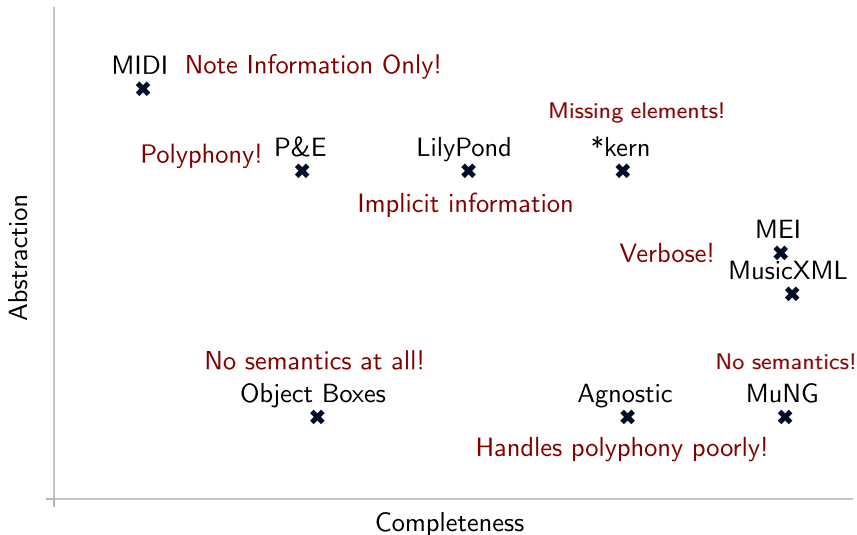 MIDI
Note Information Only!
Missing elements!
Polyphony!
P&E
LilyPond
*kern
Implicit information
MEI
Verbose!
MusicXML
Abstraction
No semantics at all!
No semantics!
Object Boxes
Agnostic
MuNG
Handles polyphony poorly!
Completeness